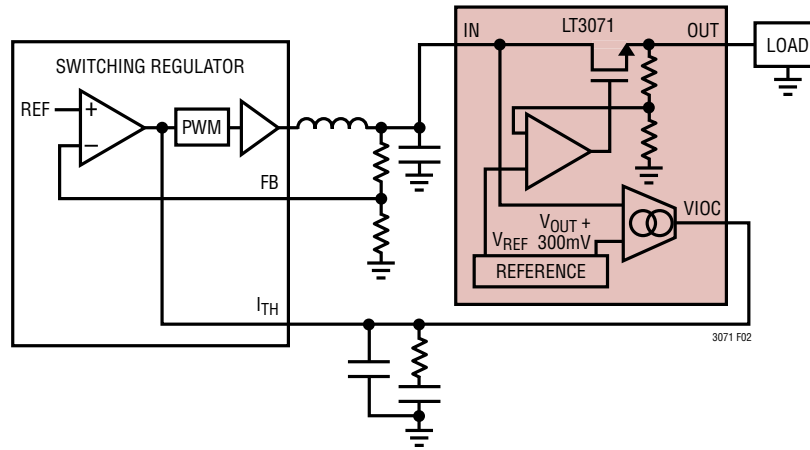 IN
LT3071
OUT
LOAD
SWITCHING REGULATOR
REF
+
–
PWM
FB
VIOC
VOUT +
300mV
VREF
REFERENCE
ITH
3071 F02